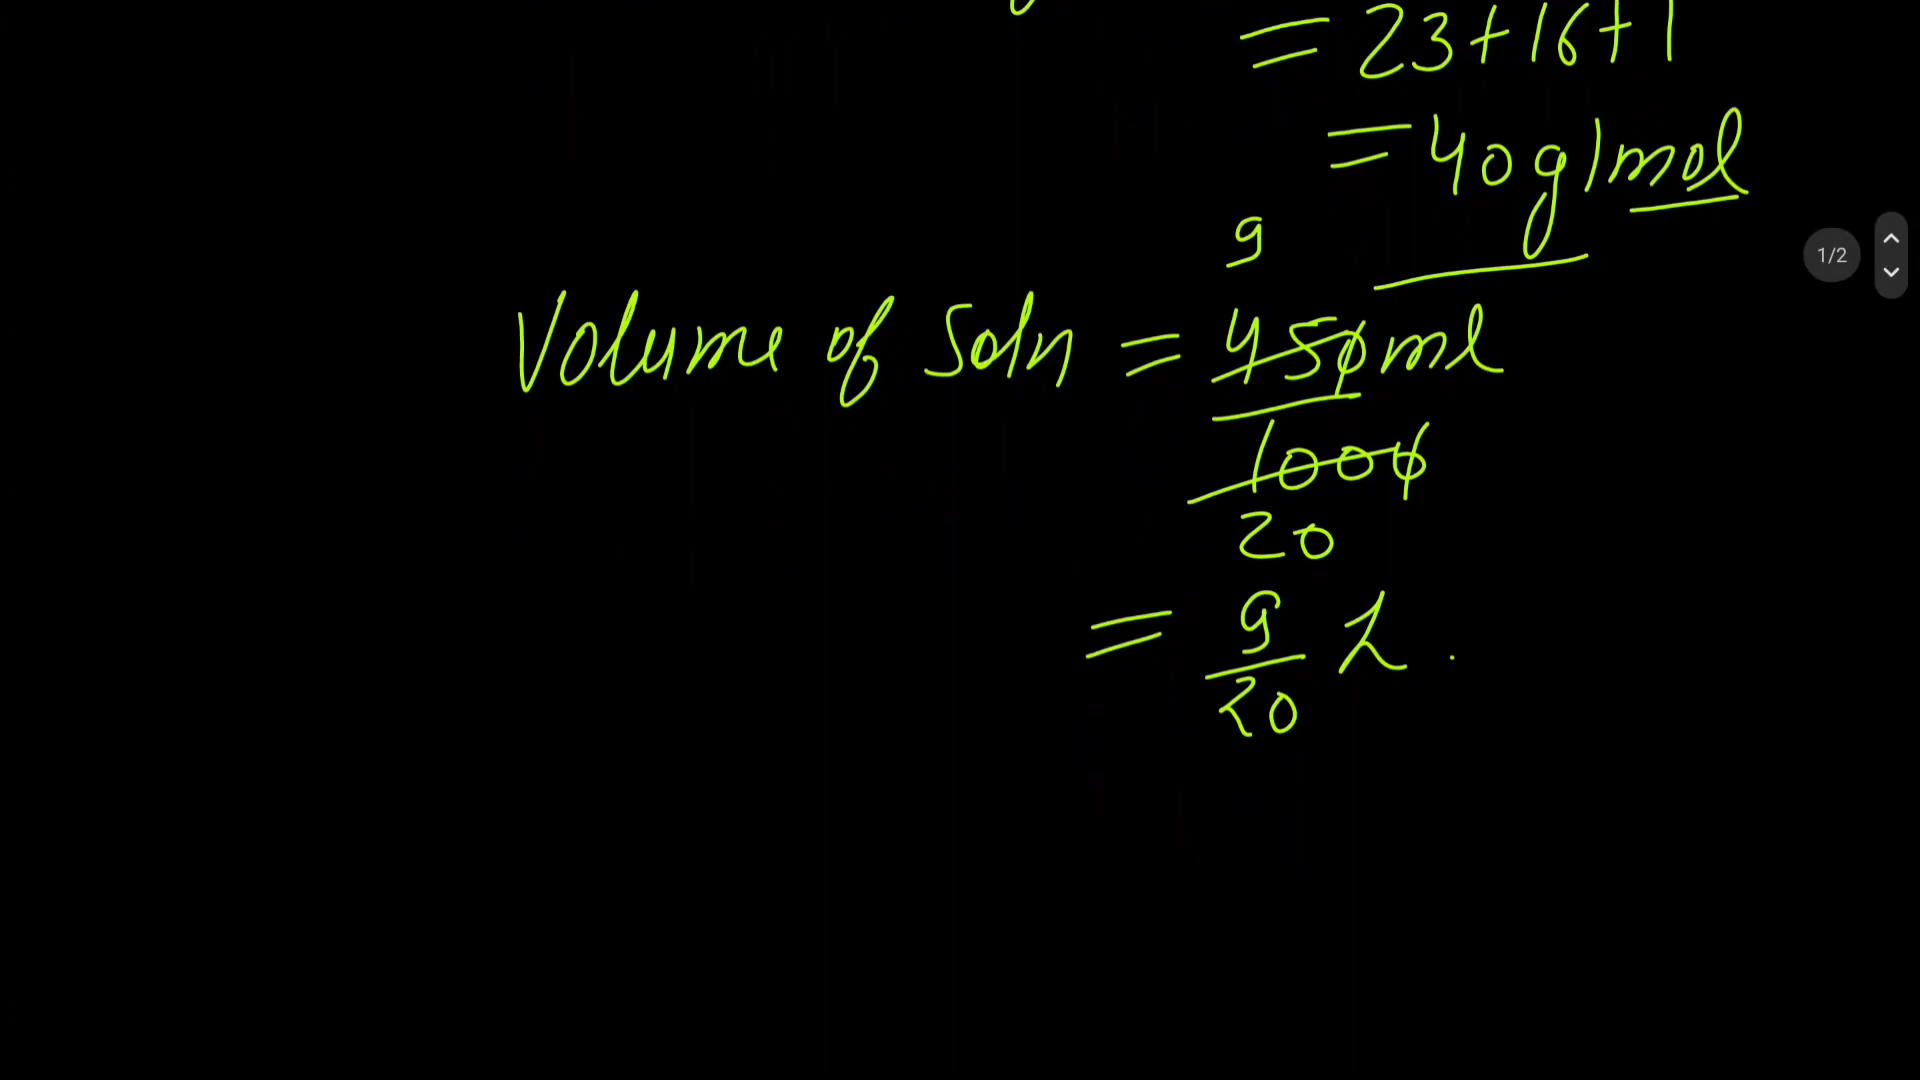 = 23+16+1
= 40g/mol
9
Volume of Soln = 450ml
1000
20
= 9/20 L.
1/2